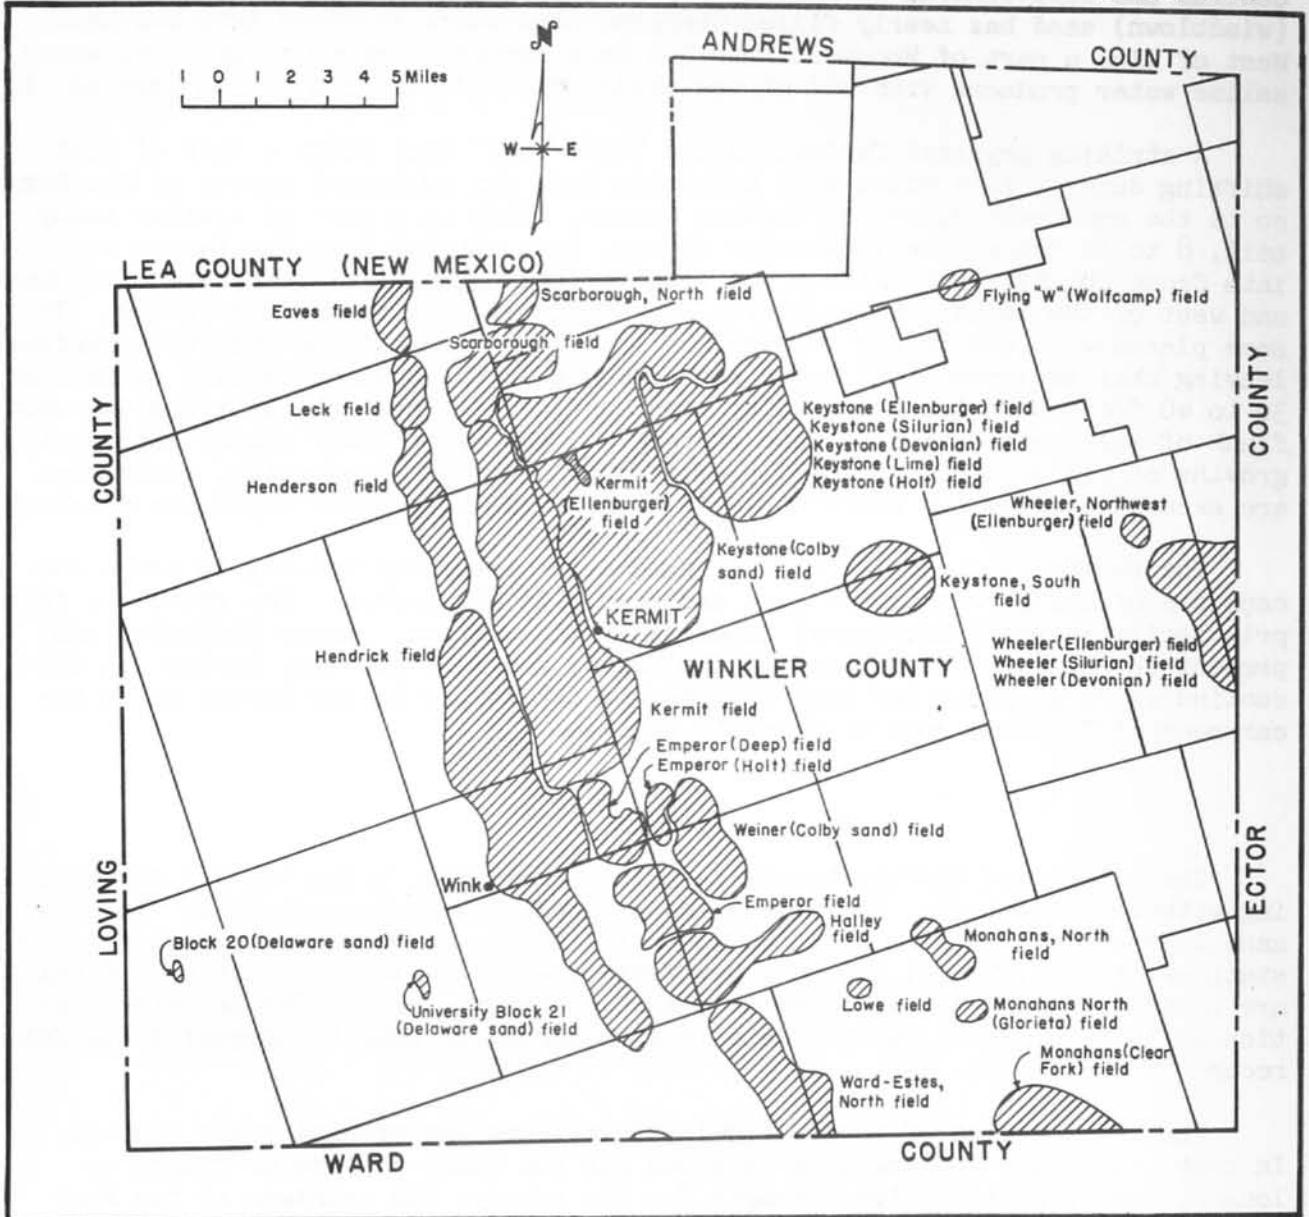 ANDREWS COUNTY
N
1 0 1 2 3 4 5 Miles
W E
LEA COUNTY (NEW MEXICO)
Scarborough, North field
Eaves field
Flying "W" (Wolfcamp) field
Scarborough field
Leck field
Keystone (Ellenburger) field
Keystone (Silurian) field
Keystone (Devonian) field
Keystone (Lime) field
Keystone (Holt) field
COUNTY
COUNTY
Henderson field
Kermit
(Ellenburger)
field
Wheeler, Northwest
(Ellenburger) field
Keystone (Colby
sand) field
Keystone, South
field
KERMIT
Hendrick field
WINKLER COUNTY
Wheeler (Ellenburger) field
Wheeler (Silurian) field
Wheeler (Devonian) field
Kermit field
Emperor (Deep) field
Emperor (Holt) field
Weiner (Colby sand) field
Wink
LOVING
ECTOR
Emperor field
Halley
field
Block 20 (Delaware sand) field
Monahans, North
field
University Block 21
(Delaware sand) field
Lowe field
Monahans North
(Glorieta) field
Monahans (Clear
Fork) field
Ward-Estes,
North field
WARD COUNTY